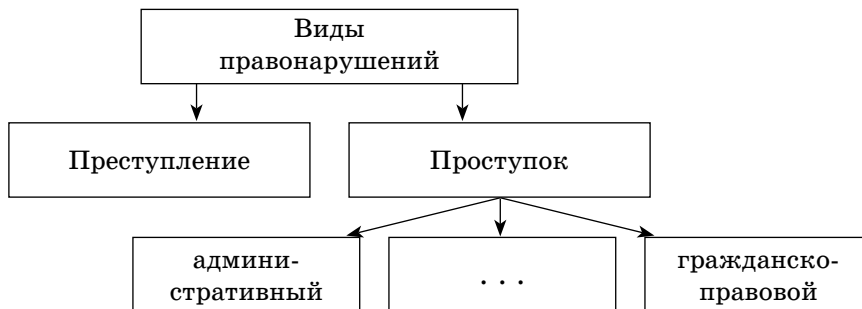 Виды
правонарушений
Преступление
Проступок
админи-
стративный
. . .
гражданско-
правовой